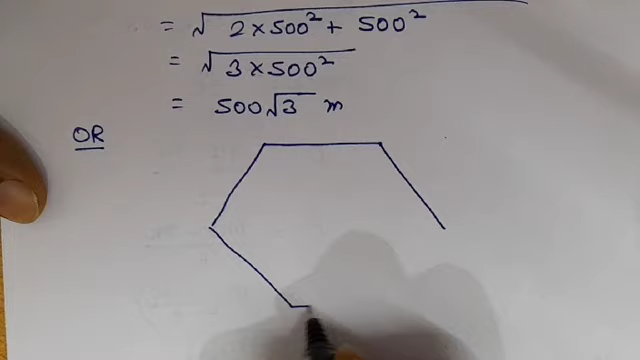 = √ 2 × 500² + 500²
= √ 3 × 500²
= 500√3 m
OR